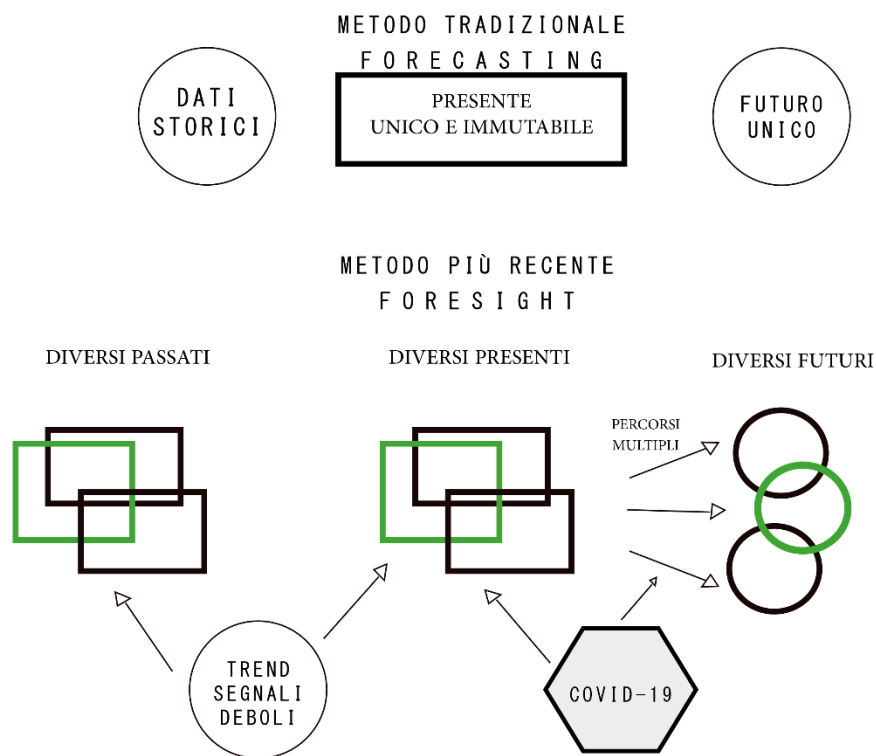 METODO TRADIZIONALE
FORECASTING
DATI
STORICI
PRESENTE
UNICO E IMMUTABILE
FUTURO
UNICO
METODO PIÙ RECENTE
FORESIGHT
DIVERSI PASSATI
DIVERSI PRESENTI
DIVERSI FUTURI
PERCORSI
MULTIPLI
TREND
SEGNALI
DEBOLI
COVID-19